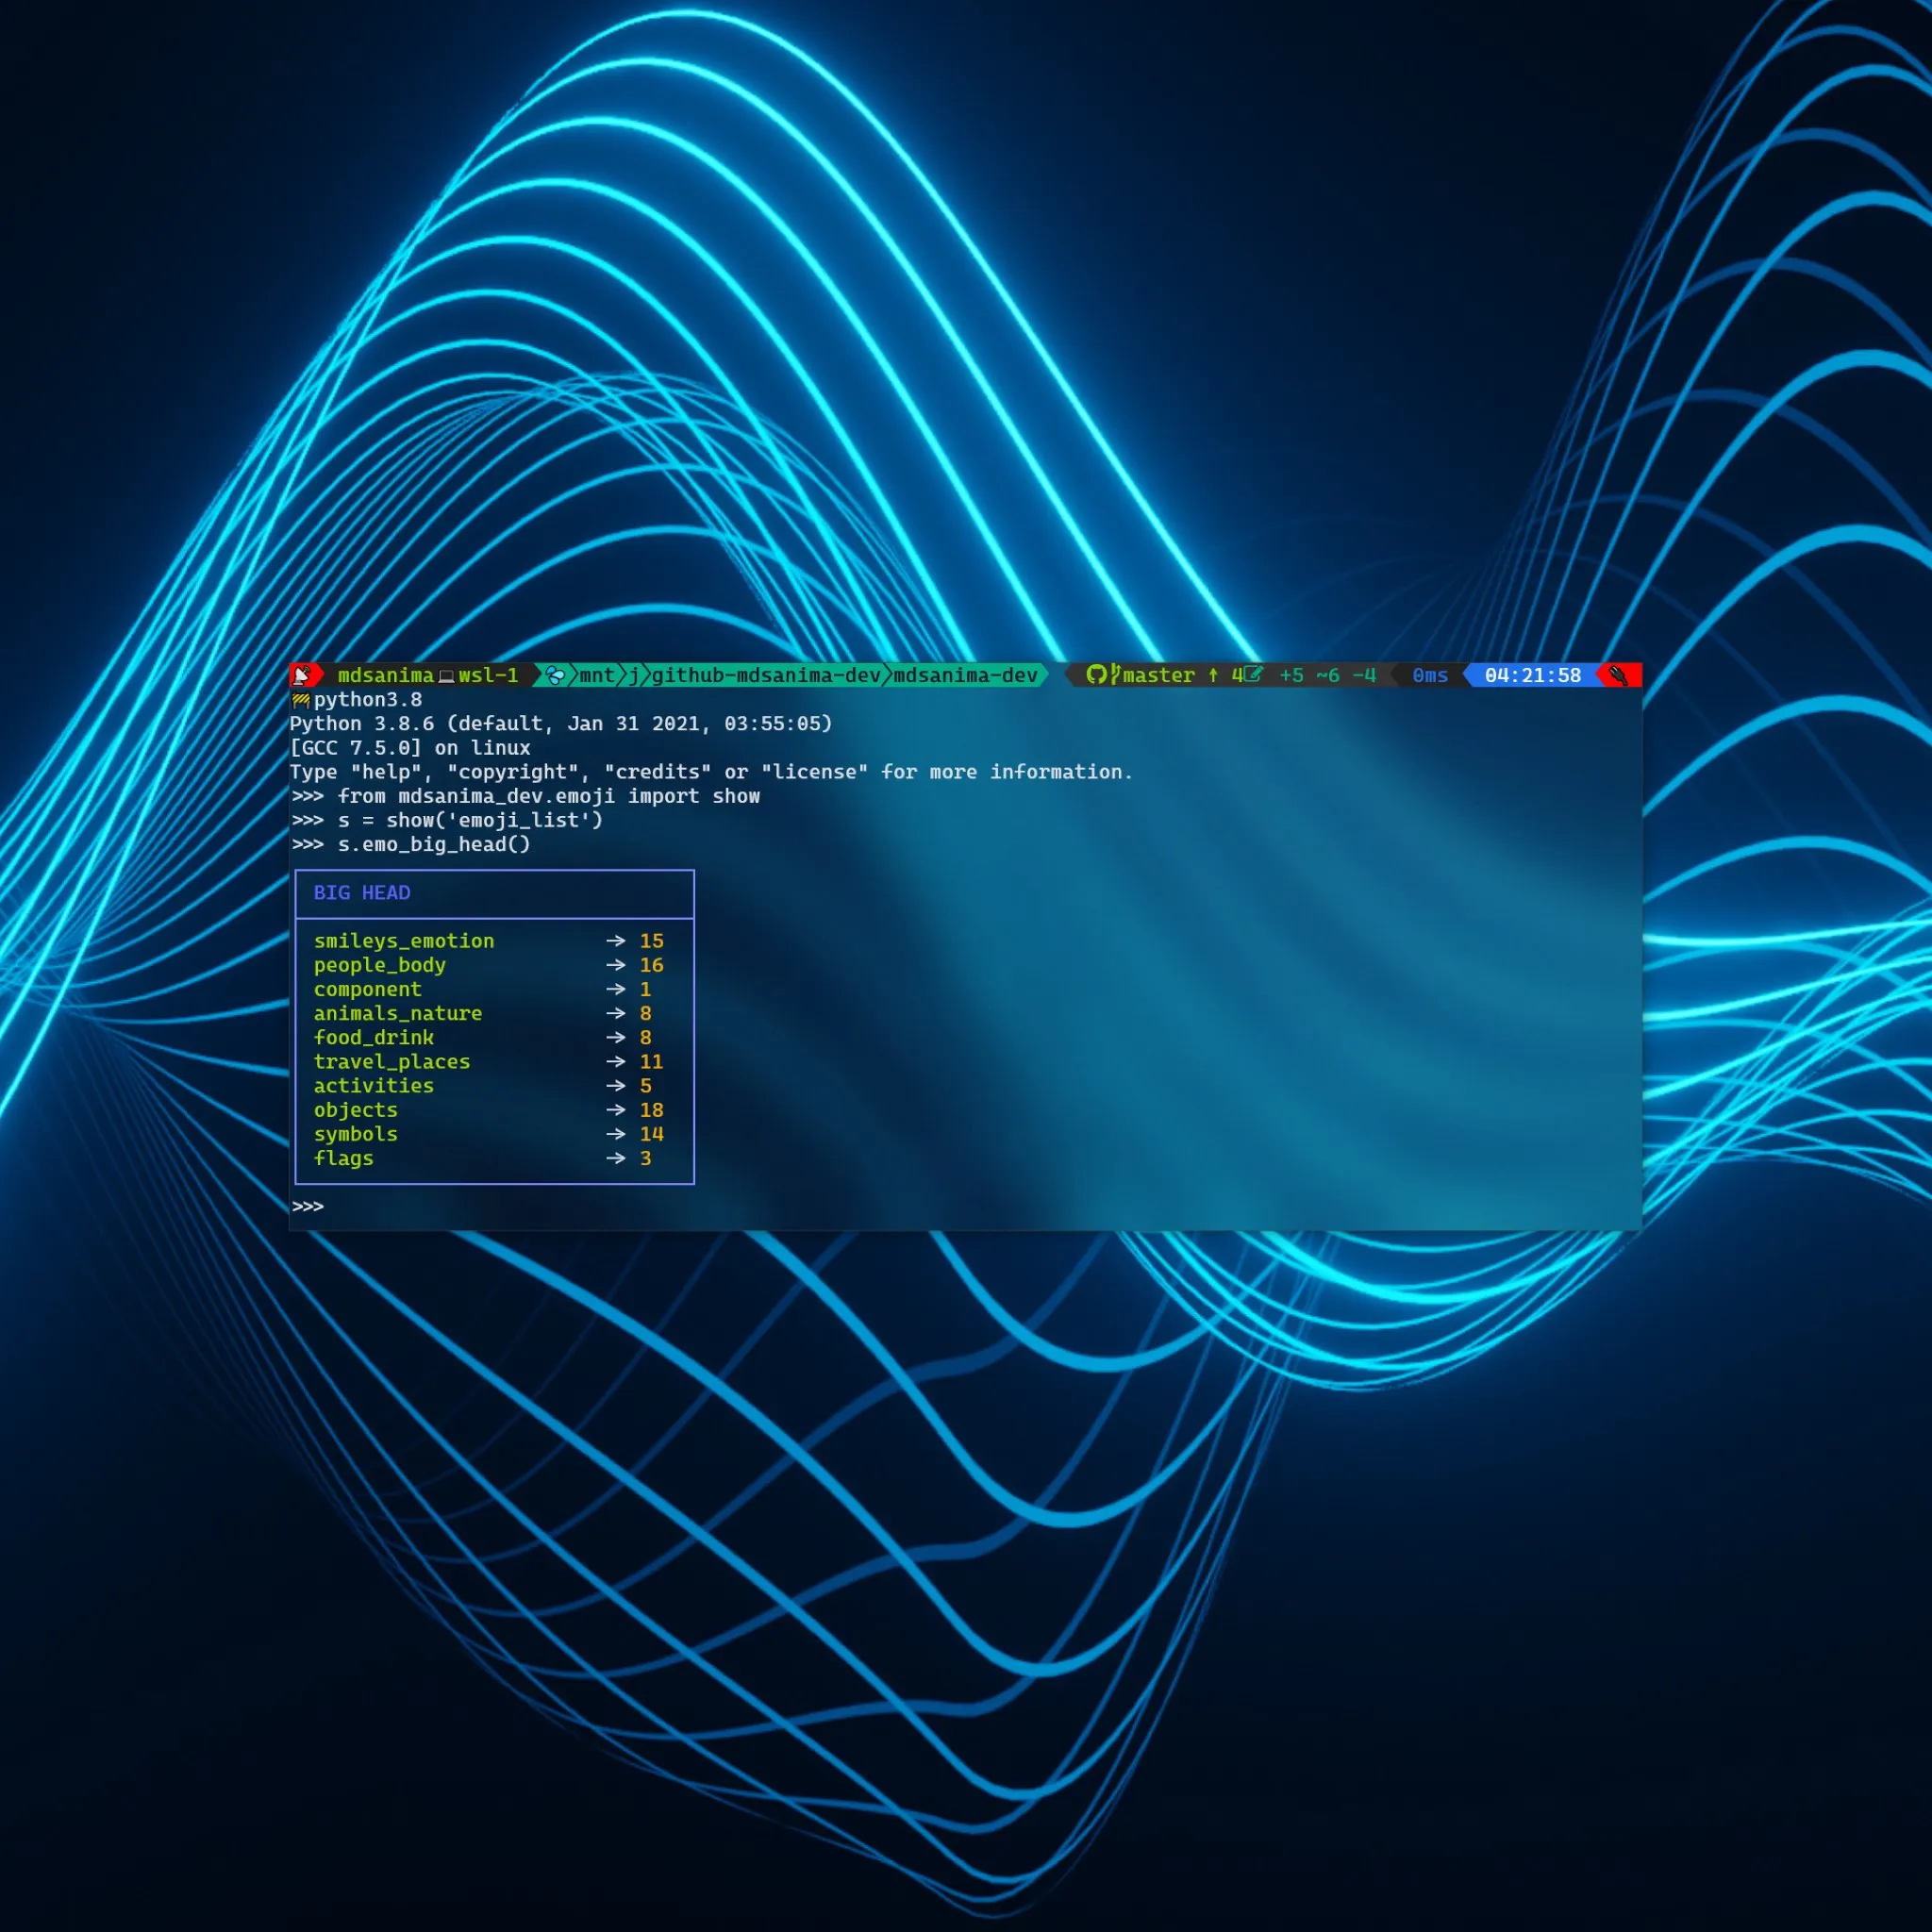 mdsanima wsl-1 mnt j github-mdsanima-dev mdsanima-dev master ↑ 4 +5 ~6 -4 0ms 04:21:58
python3.8
Python 3.8.6 (default, Jan 31 2021, 03:55:05)
[GCC 7.5.0] on linux
Type "help", "copyright", "credits" or "license" for more information.
>>> from mdsanima_dev.emoji import show
>>> s = show('emoji_list')
>>> s.emo_big_head()
BIG HEAD
smileys_emotion → 15
people_body → 16
component → 1
animals_nature → 8
food_drink → 8
travel_places → 11
activities → 5
objects → 18
symbols → 14
flags → 3
>>>